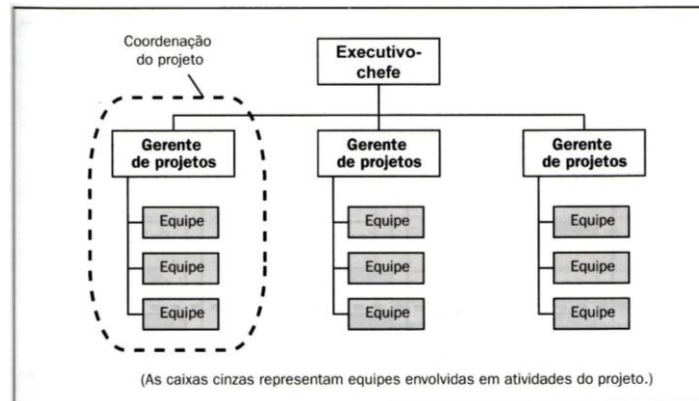 Coordenação
do projeto
Executivo-
chefe
Gerente
de projetos
Gerente
de projetos
Gerente
de projetos
Equipe
Equipe
Equipe
Equipe
Equipe
Equipe
Equipe
Equipe
Equipe
(As caixas cinzas representam equipes envolvidas em atividades do projeto.)